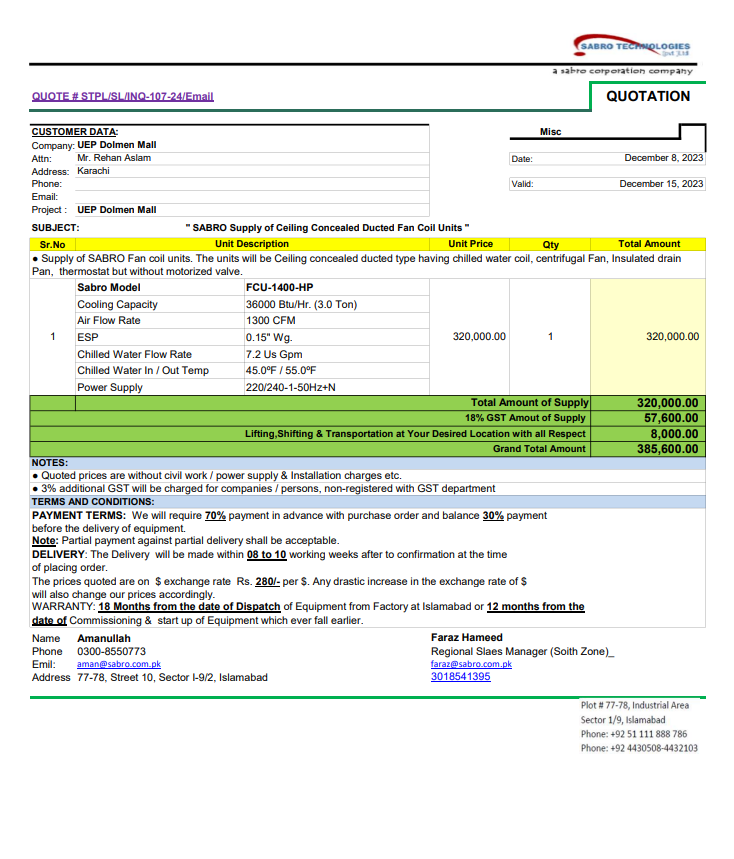 SABRO TECHNOLOGIES
(pvt) Ltd
a sabro corporation company
QUOTE # STPL/SL/INQ-107-24/Email
QUOTATION
CUSTOMER DATA:
Misc
Company: UEP Dolmen Mall
Attn: Mr. Rehan Aslam
Date: December 8, 2023
Address: Karachi
Phone:
Valid: December 15, 2023
Email:
Project : UEP Dolmen Mall
SUBJECT: " SABRO Supply of Ceiling Concealed Ducted Fan Coil Units "
Sr.No Unit Description Unit Price Qty Total Amount
● Supply of SABRO Fan coil units. The units will be Ceiling concealed ducted type having chilled water coil, centrifugal Fan, Insulated drain
Pan, thermostat but without motorized valve.
Sabro Model FCU-1400-HP
Cooling Capacity 36000 Btu/Hr. (3.0 Ton)
Air Flow Rate 1300 CFM
1 ESP 0.15" Wg. 320,000.00 1 320,000.00
Chilled Water Flow Rate 7.2 Us Gpm
Chilled Water In / Out Temp 45.0ºF / 55.0ºF
Power Supply 220/240-1-50Hz+N
Total Amount of Supply 320,000.00
18% GST Amout of Supply 57,600.00
Lifting,Shifting & Transportation at Your Desired Location with all Respect 8,000.00
Grand Total Amount 385,600.00
NOTES:
● Quoted prices are without civil work / power supply & Installation charges etc.
● 3% additional GST will be charged for companies / persons, non-registered with GST department
TERMS AND CONDITIONS:
PAYMENT TERMS: We will require 70% payment in advance with purchase order and balance 30% payment
before the delivery of equipment.
Note: Partial payment against partial delivery shall be acceptable.
DELIVERY: The Delivery will be made within 08 to 10 working weeks after to confirmation at the time
of placing order.
The prices quoted are on $ exchange rate Rs. 280/- per $. Any drastic increase in the exchange rate of $
will also change our prices accordingly.
WARRANTY: 18 Months from the date of Dispatch of Equipment from Factory at Islamabad or 12 months from the
date of Commissioning & start up of Equipment which ever fall earlier.
Name Amanullah Faraz Hameed
Phone 0300-8550773 Regional Slaes Manager (Soith Zone)_
Emil: aman@sabro.com.pk faraz@sabro.com.pk
Address 77-78, Street 10, Sector I-9/2, Islamabad 3018541395
Plot # 77-78, Industrial Area
Sector 1/9, Islamabad
Phone: +92 51 111 888 786
Phone: +92 4430508-4432103